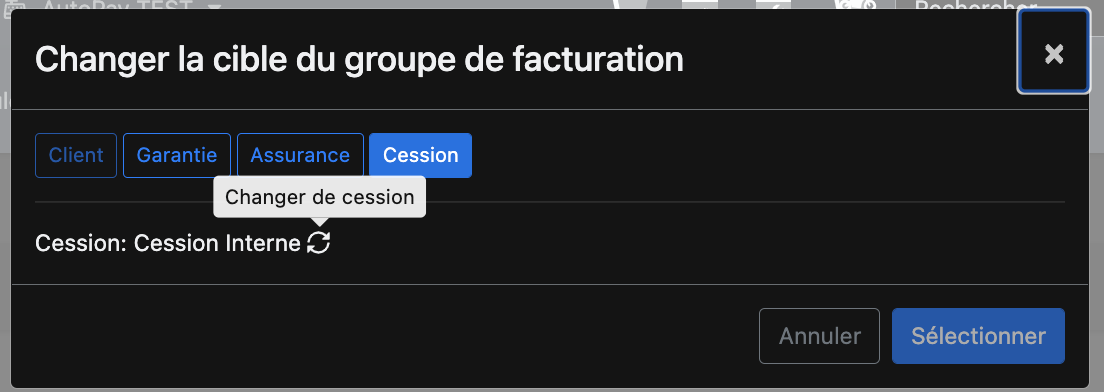 AutoPay TEST
Rechercher
Changer la cible du groupe de facturation
×
Client Garantie Assurance Cession
Changer de cession
Cession: Cession Interne
Annuler Sélectionner